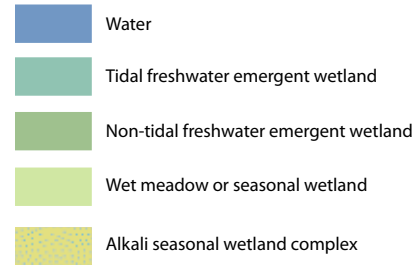 Water
Tidal freshwater emergent wetland
Non-tidal freshwater emergent wetland
Wet meadow or seasonal wetland
Alkali seasonal wetland complex